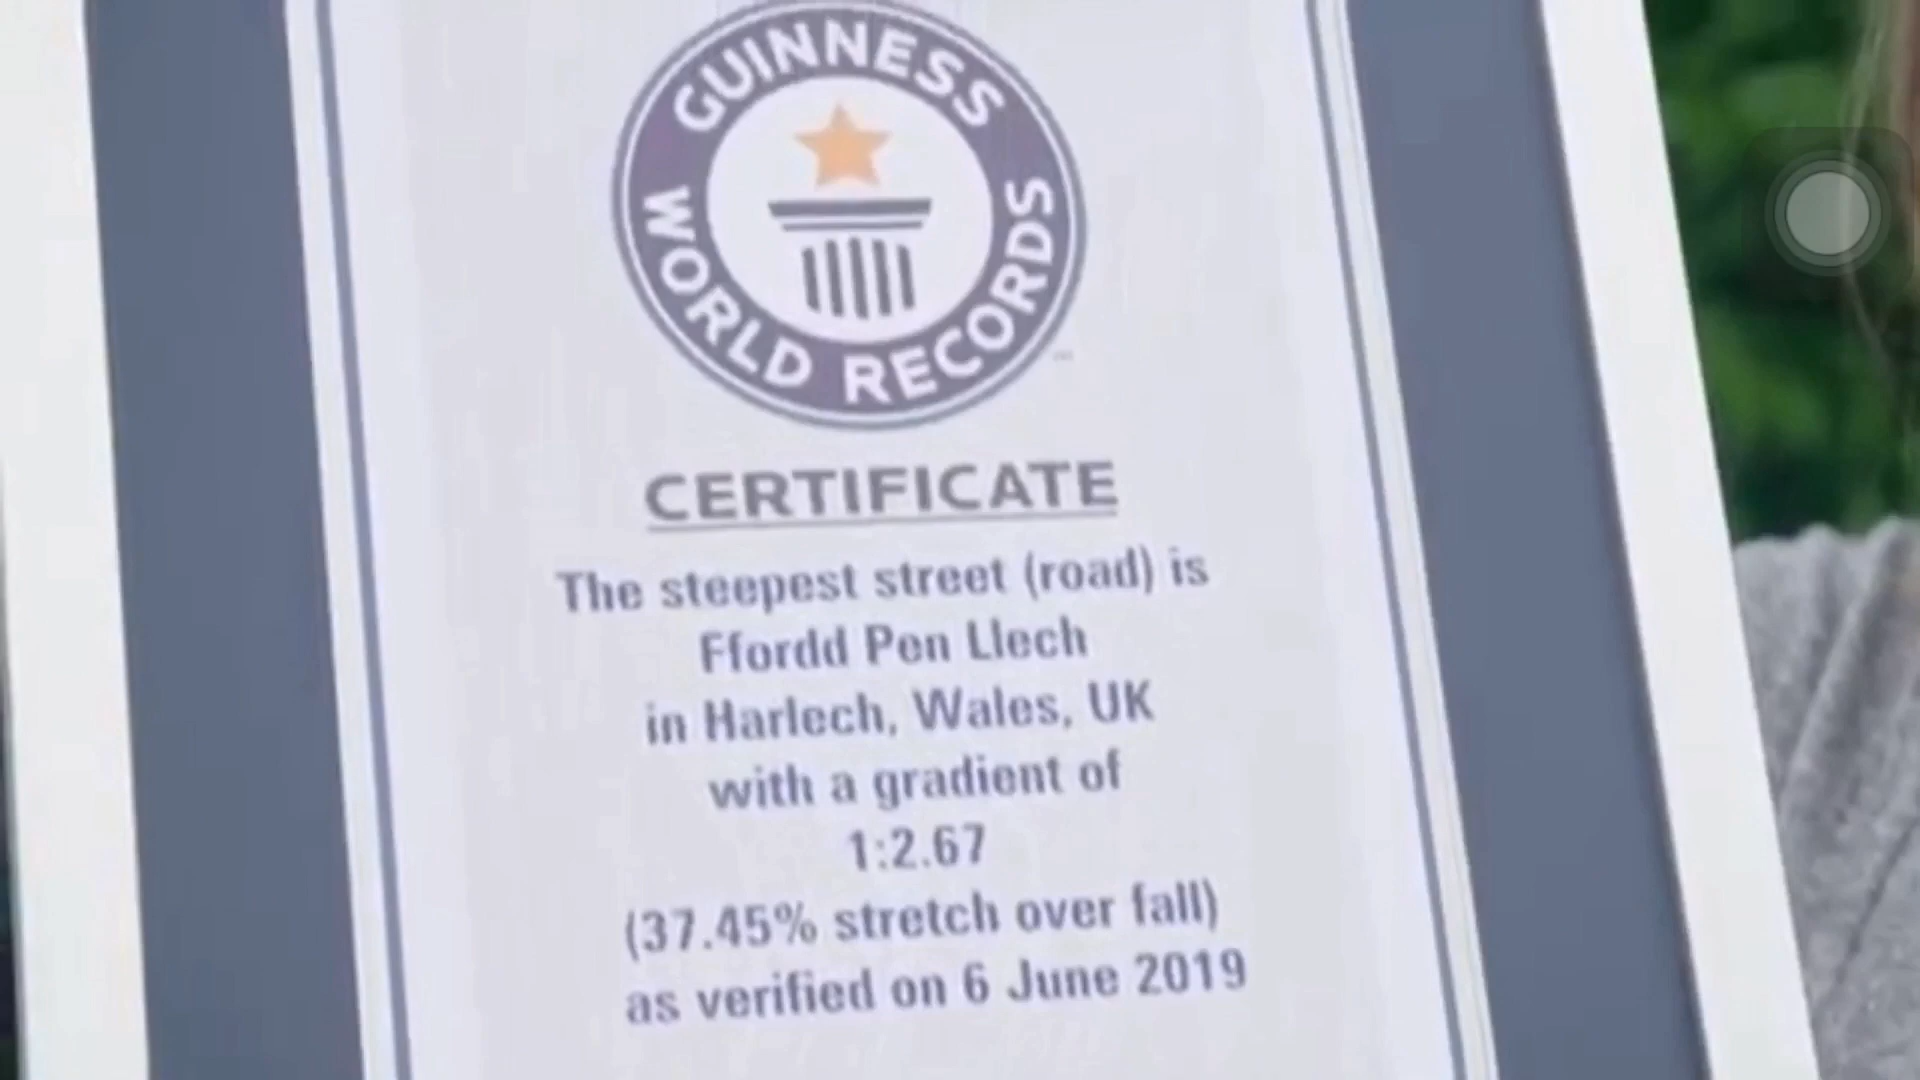 GUINNESS
WORLD RECORDS
CERTIFICATE
The steepest street (road) is
Ffordd Pen Llech
in Harlech, Wales, UK
with a gradient of
1:2.67
(37.45% stretch over fall)
as verified on 6 June 2019